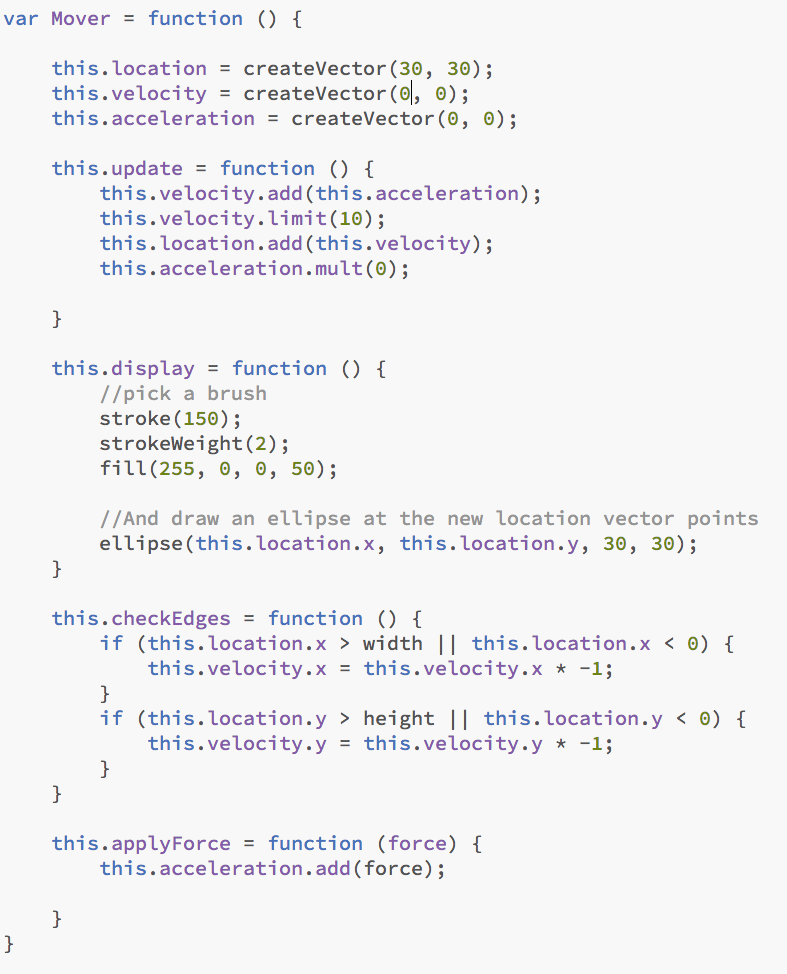 var Mover = function () {
    this.location = createVector(30, 30);
    this.velocity = createVector(0, 0);
    this.acceleration = createVector(0, 0);
    this.update = function () {
        this.velocity.add(this.acceleration);
        this.velocity.limit(10);
        this.location.add(this.velocity);
        this.acceleration.mult(0);
    }
    this.display = function () {
        //pick a brush
        stroke(150);
        strokeWeight(2);
        fill(255, 0, 0, 50);
        //And draw an ellipse at the new location vector points
        ellipse(this.location.x, this.location.y, 30, 30);
    }
    this.checkEdges = function () {
        if (this.location.x > width || this.location.x < 0) {
            this.velocity.x = this.velocity.x * -1;
        }
        if (this.location.y > height || this.location.y < 0) {
            this.velocity.y = this.velocity.y * -1;
        }
    }
    this.applyForce = function (force) {
        this.acceleration.add(force);
    }
}